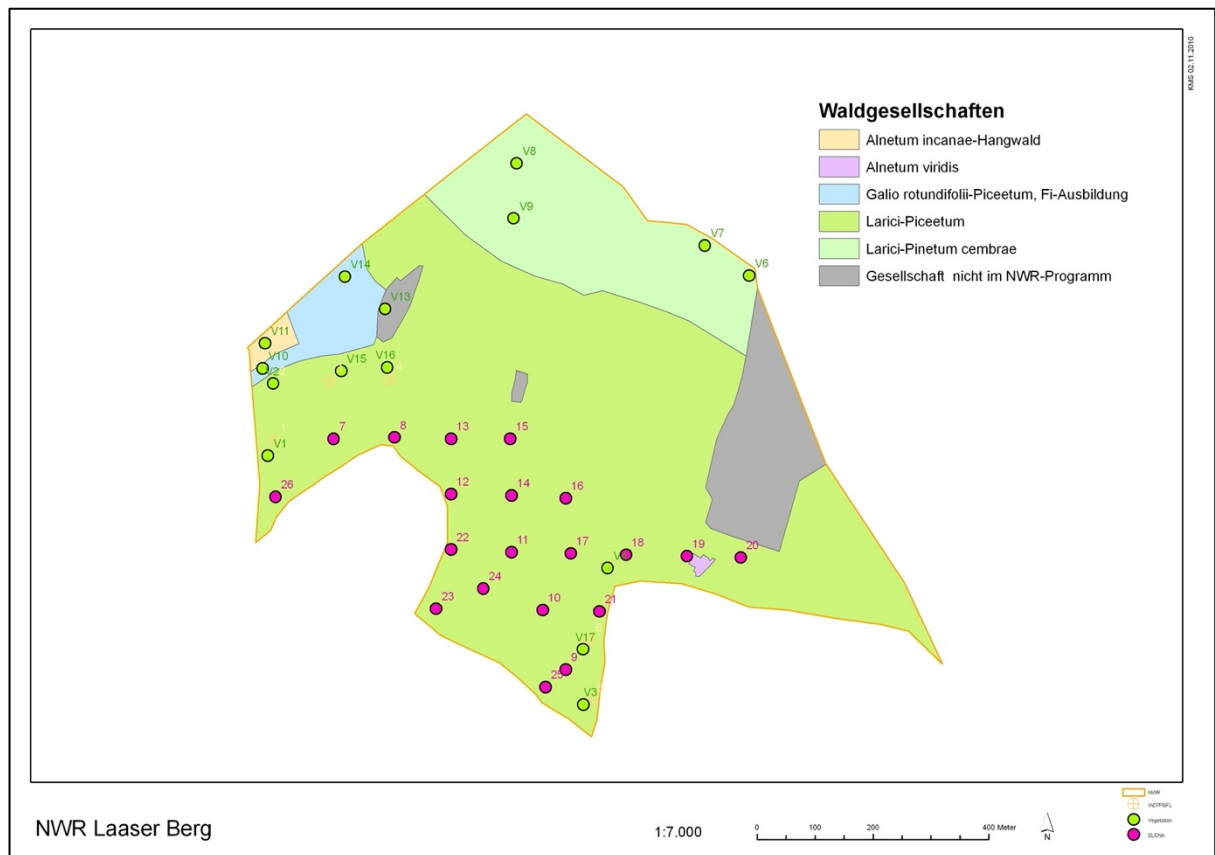 KMS 02.11.2010
Waldgesellschaften
Alnetum incanae-Hangwald
Alnetum viridis
Galio rotundifolii-Piceetum, Fi-Ausbildung
Larici-Piceetum
Larici-Pinetum cembrae
Gesellschaft nicht im NWR-Programm
V8
V9
V7
V6
V14
V13
V11
V10
V2
V15
V16
7
8
13
15
V1
26
12
14
16
22
11
17
18
19
20
24
23
10
21
V17
9
25
V3
NWR Laaser Berg
1:7.000
0 100 200 400 Meter
N
NWR
Vegetation
ELENA